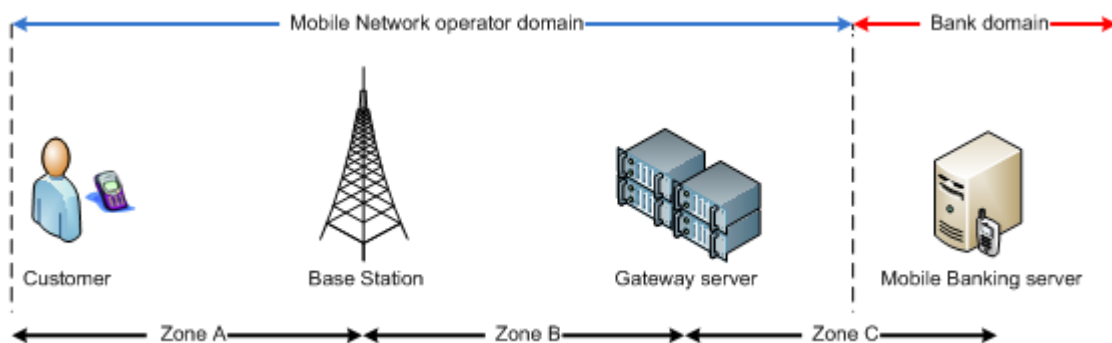 Mobile Network operator domain
Bank domain
Customer
Base Station
Gateway server
Mobile Banking server
Zone A
Zone B
Zone C